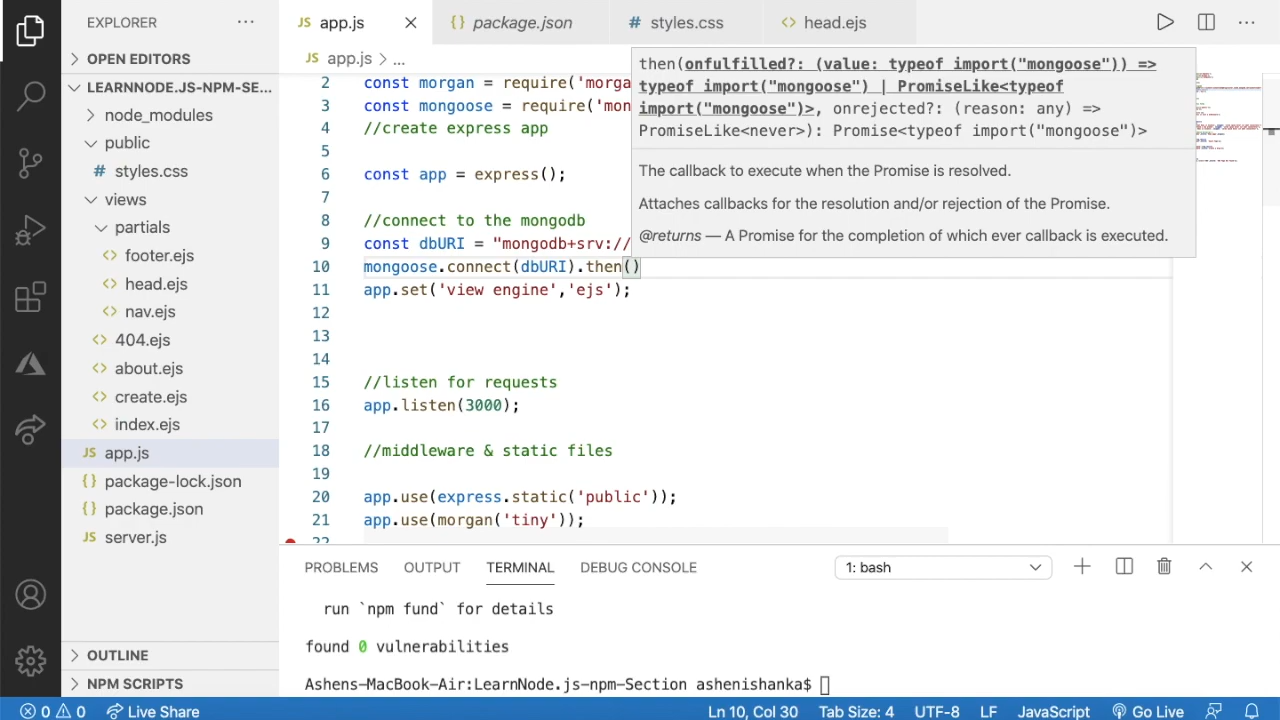 EXPLORER ...
JS app.js
{} package.json
# styles.css
<> head.ejs
...
OPEN EDITORS
LEARNNODE.JS-NPM-SE...
node_modules
public
# styles.css
views
partials
<> footer.ejs
<> head.ejs
<> nav.ejs
<> 404.ejs
<> about.ejs
<> create.ejs
<> index.ejs
JS app.js
{} package-lock.json
{} package.json
JS server.js
OUTLINE
NPM SCRIPTS
JS app.js > ...
2 const morgan = require('morga
3 const mongoose = require('mon
4 //create express app
5
6 const app = express();
7
8 //connect to the mongodb
9 const dbURI = "mongodb+srv://
10 mongoose.connect(dbURI).then()
11 app.set('view engine','ejs');
12
13
14
15 //listen for requests
16 app.listen(3000);
17
18 //middleware & static files
19
20 app.use(express.static('public'));
21 app.use(morgan('tiny'));
22
then(onfulfilled?: (value: typeof import("mongoose")) =>
typeof import("mongoose") | PromiseLike<typeof
import("mongoose")>, onrejected?: (reason: any) =>
PromiseLike<never>): Promise<typeof import("mongoose")>
The callback to execute when the Promise is resolved.
Attaches callbacks for the resolution and/or rejection of the Promise.
@returns — A Promise for the completion of which ever callback is executed.
PROBLEMS OUTPUT TERMINAL DEBUG CONSOLE 1: bash
run `npm fund` for details
found 0 vulnerabilities
Ashens-MacBook-Air:LearnNode.js-npm-Section ashenishanka$
0 0 Live Share Ln 10, Col 30 Tab Size: 4 UTF-8 LF JavaScript Go Live